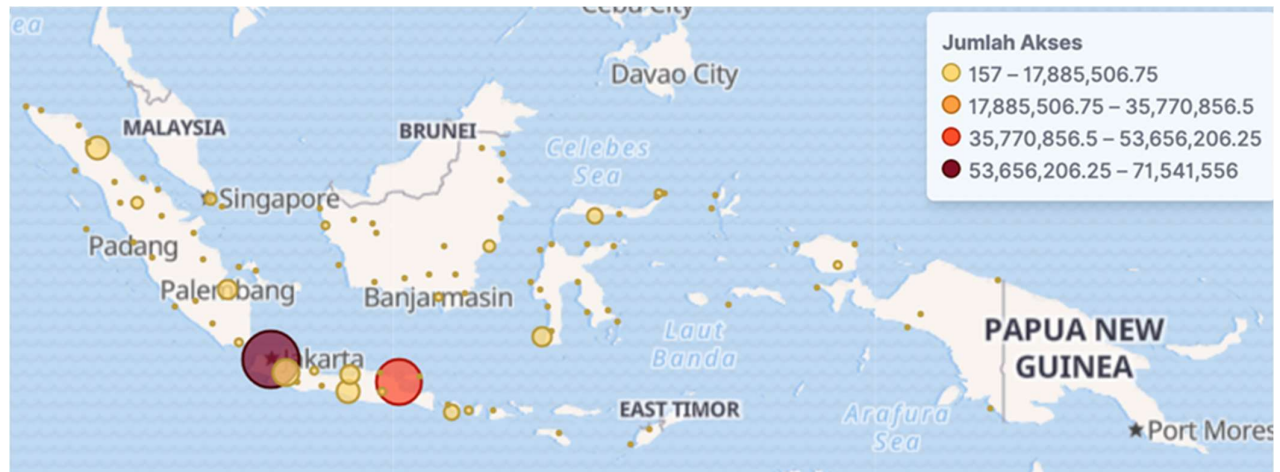 Cebu City
ea
Davao City
Jumlah Akses
157 – 17,885,506.75
17,885,506.75 – 35,770,856.5
35,770,856.5 – 53,656,206.25
53,656,206.25 – 71,541,556
MALAYSIA
BRUNEI
Celebes
Sea
Singapore
Padang
Palembang
Banjarmasin
Laut
Banda
PAPUA NEW
GUINEA
Jakarta
EAST TIMOR
Arafura
Sea
Port Mores